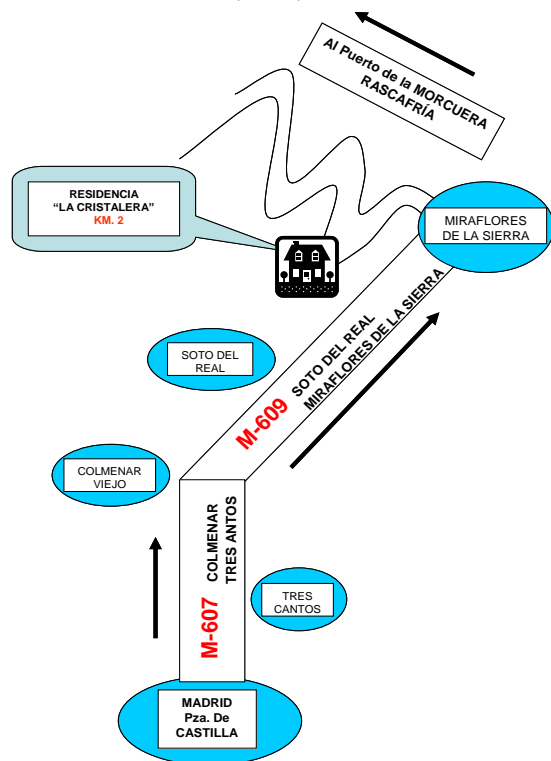 Al Puerto de la MORCUERA
RASCAFRÍA
RESIDENCIA
“LA CRISTALERA”
KM. 2
MIRAFLORES
DE LA SIERRA
SOTO DEL
REAL
M-609 SOTO DEL REAL
MIRAFLORES DE LA SIERRA
COLMENAR
VIEJO
M-607 COLMENAR
TRES ANTOS
TRES
CANTOS
MADRID
Pza. De
CASTILLA